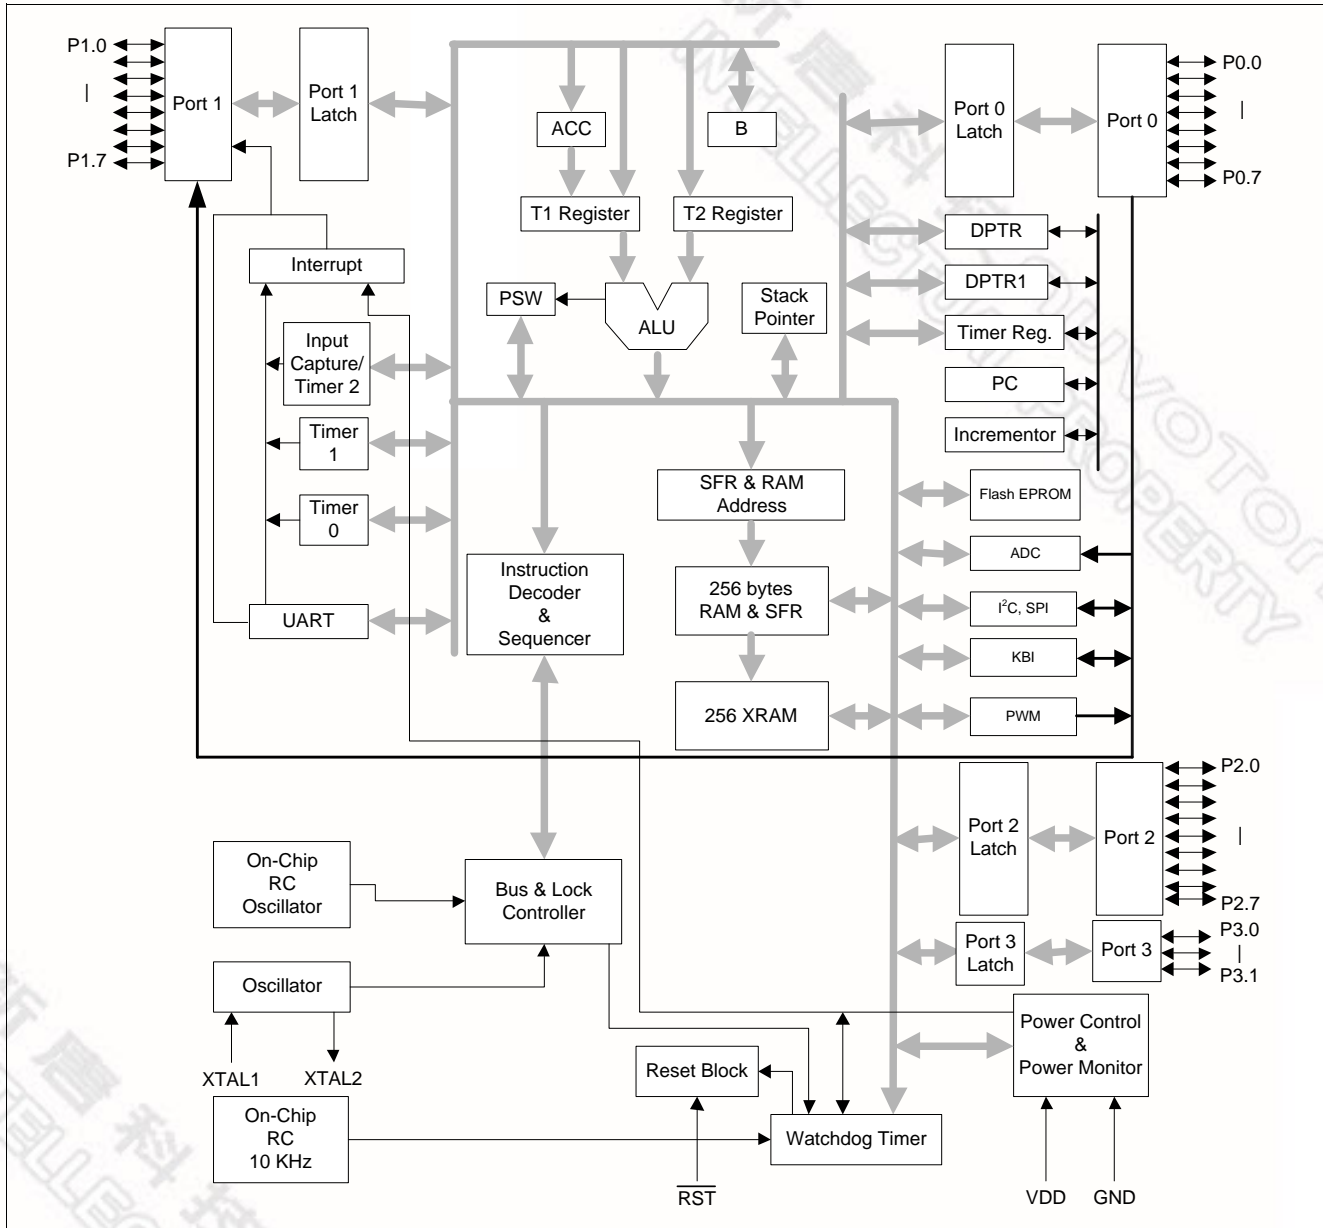 P1.0
|
P1.7
Port 1
Port 1
Latch
ACC
B
T1 Register
T2 Register
PSW
ALU
Stack
Pointer
Port 0
Latch
Port 0
P0.0
|
P0.7
DPTR
DPTR1
Timer Reg.
PC
Incrementor
Interrupt
Input
Capture/
Timer 2
Timer
1
Timer
0
UART
SFR & RAM
Address
Instruction
Decoder
&
Sequencer
256 bytes
RAM & SFR
256 XRAM
Flash EPROM
ADC
I²C, SPI
KBI
PWM
Port 2
Latch
Port 2
P2.0
|
P2.7
Port 3
Latch
Port 3
P3.0
|
P3.1
On-Chip
RC
Oscillator
Bus & Lock
Controller
Oscillator
XTAL1
XTAL2
On-Chip
RC
10 KHz
Reset Block
RST
Watchdog Timer
Power Control
&
Power Monitor
VDD
GND